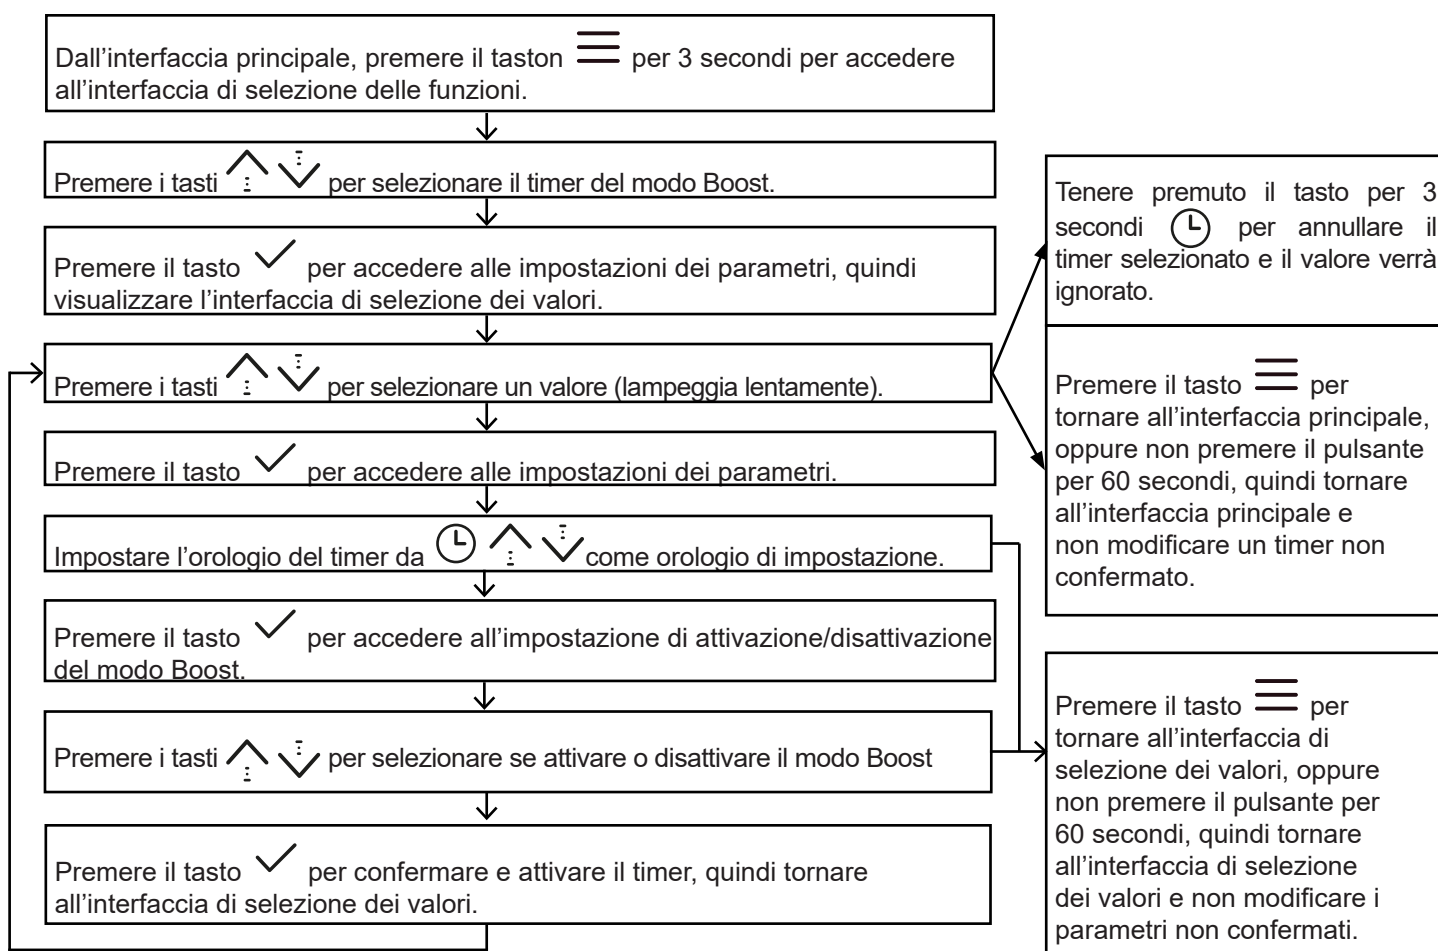 Dall’interfaccia principale, premere il taston per 3 secondi per accedere
all’interfaccia di selezione delle funzioni.
Premere i tasti per selezionare il timer del modo Boost.
Premere il tasto per accedere alle impostazioni dei parametri, quindi
visualizzare l’interfaccia di selezione dei valori.
Premere i tasti per selezionare un valore (lampeggia lentamente).
Premere il tasto per accedere alle impostazioni dei parametri.
Impostare l’orologio del timer da come orologio di impostazione.
Premere il tasto per accedere all’impostazione di attivazione/disattivazione
del modo Boost.
Premere i tasti per selezionare se attivare o disattivare il modo Boost
Premere il tasto per confermare e attivare il timer, quindi tornare
all’interfaccia di selezione dei valori.
Tenere premuto il tasto per 3
secondi per annullare il
timer selezionato e il valore verrà
ignorato.
Premere il tasto per
tornare all’interfaccia principale,
oppure non premere il pulsante
per 60 secondi, quindi tornare
all’interfaccia principale e
non modificare un timer non
confermato.
Premere il tasto per
tornare all’interfaccia di
selezione dei valori, oppure
non premere il pulsante per
60 secondi, quindi tornare
all’interfaccia di selezione
dei valori e non modificare i
parametri non confermati.